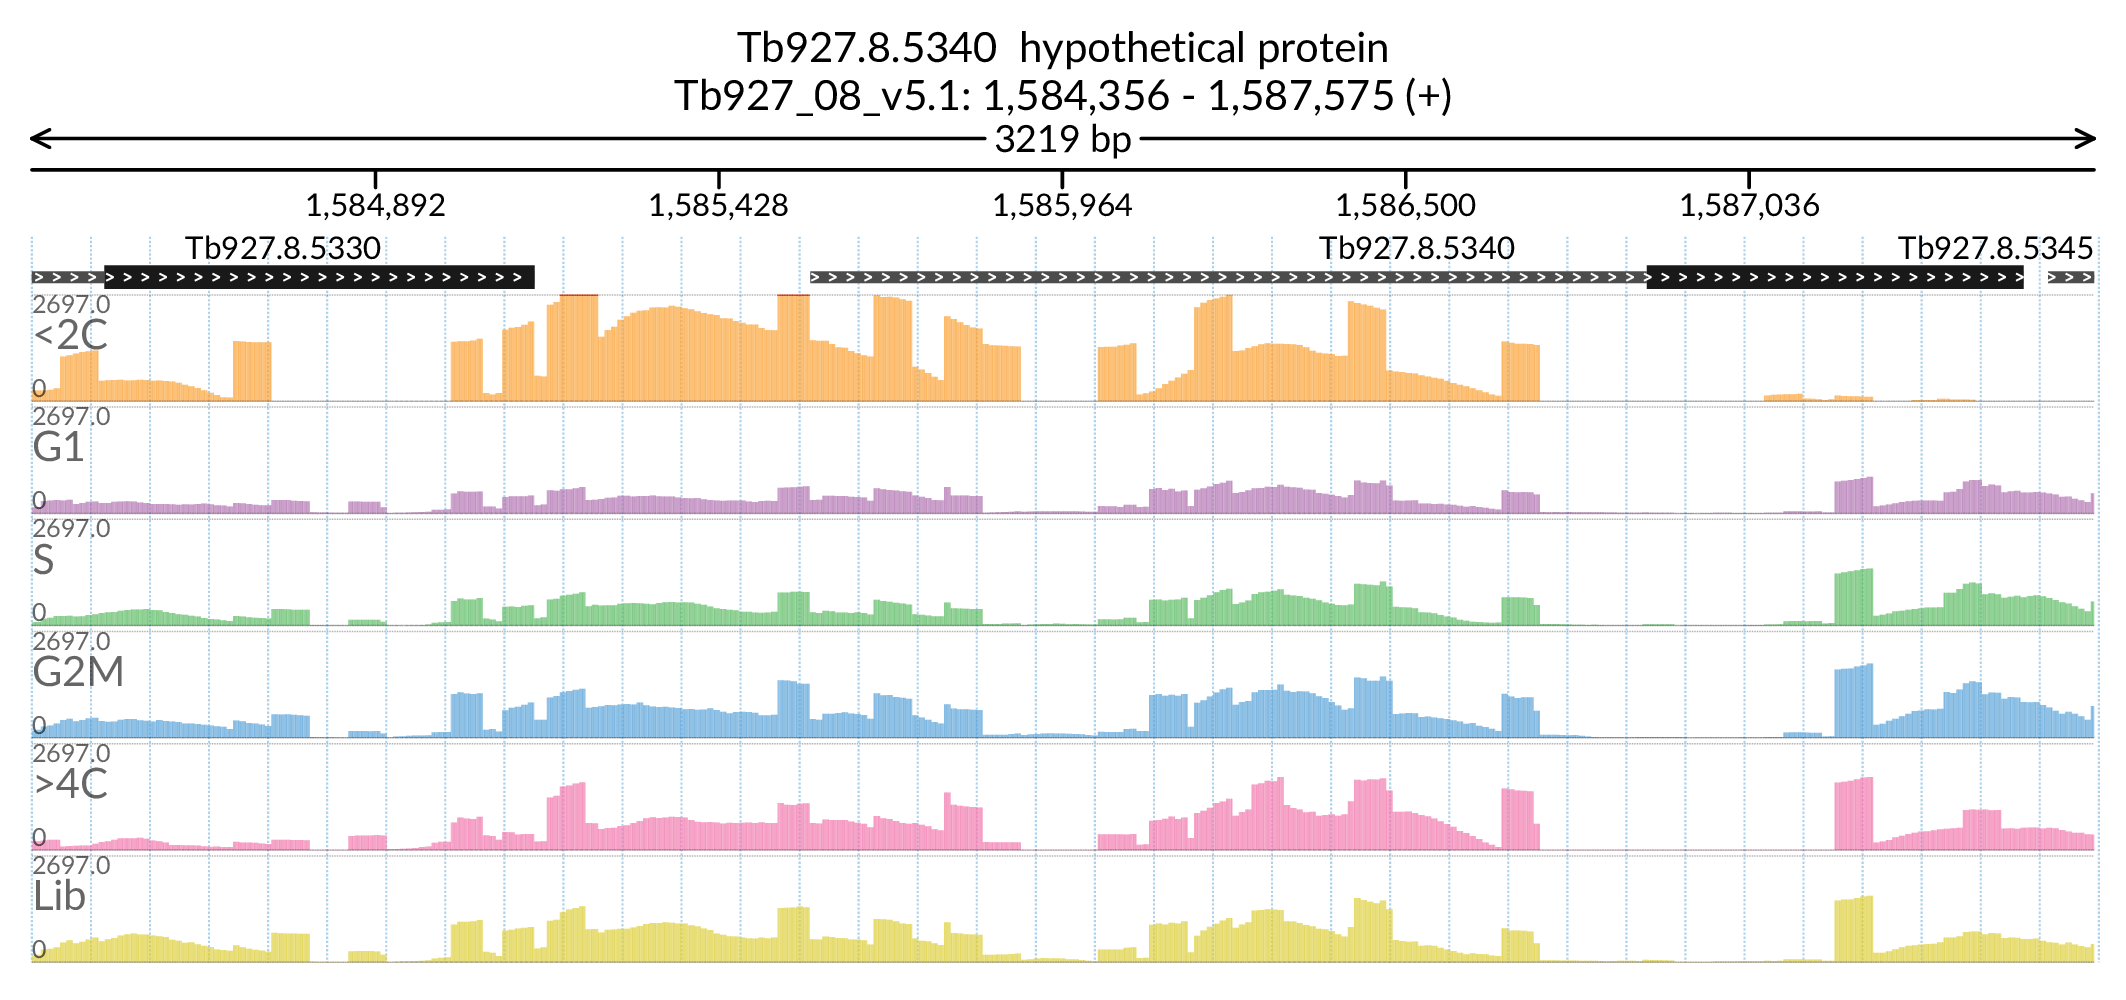 Tb927.8.5340  hypothetical protein
Tb927_08_v5.1: 1,584,356 - 1,587,575 (+)
3219 bp
1,584,892 1,585,428 1,585,964 1,586,500 1,587,036
Tb927.8.5330 Tb927.8.5340 Tb927.8.5345
2697.0
<2C
0
2697.0
G1
0
2697.0
S
0
2697.0
G2M
0
2697.0
>4C
0
2697.0
Lib
0